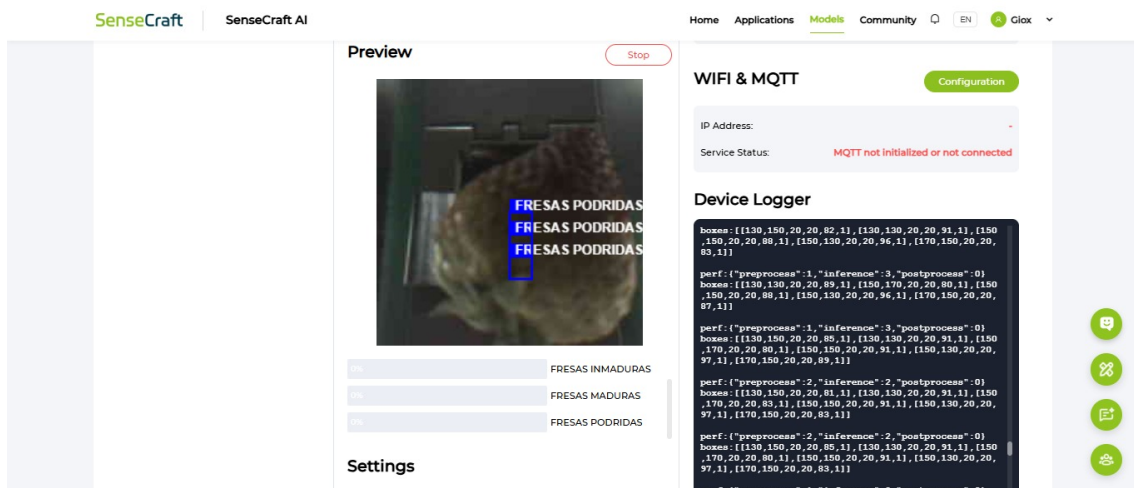 SenseCraft
SenseCraft AI
Home Applications Models Community EN Giox
Preview
Stop
FRESAS PODRIDAS
FRESAS PODRIDAS
FRESAS PODRIDAS
0% FRESAS INMADURAS
0% FRESAS MADURAS
0% FRESAS PODRIDAS
Settings
WIFI & MQTT
Configuration
IP Address: -
Service Status: MQTT not initialized or not connected
Device Logger
boxes:[[130,150,20,20,82,1],[130,130,20,20,91,1],[150
,150,20,20,88,1],[150,130,20,20,96,1],[170,150,20,20,
83,1]]
perf:{"preprocess":1,"inference":3,"postprocess":0}
boxes:[[130,130,20,20,89,1],[150,170,20,20,80,1],[150
,150,20,20,88,1],[150,130,20,20,96,1],[170,150,20,20,
87,1]]
perf:{"preprocess":1,"inference":3,"postprocess":0}
boxes:[[130,150,20,20,85,1],[130,130,20,20,91,1],[150
,170,20,20,80,1],[150,150,20,20,91,1],[150,130,20,20,
97,1],[170,150,20,20,89,1]]
perf:{"preprocess":2,"inference":2,"postprocess":0}
boxes:[[130,150,20,20,81,1],[130,130,20,20,91,1],[150
,170,20,20,83,1],[150,150,20,20,91,1],[150,130,20,20,
97,1],[170,150,20,20,83,1]]
perf:{"preprocess":2,"inference":2,"postprocess":0}
boxes:[[130,150,20,20,85,1],[130,130,20,20,91,1],[150
,170,20,20,80,1],[150,150,20,20,91,1],[150,130,20,20,
97,1],[170,150,20,20,83,1]]